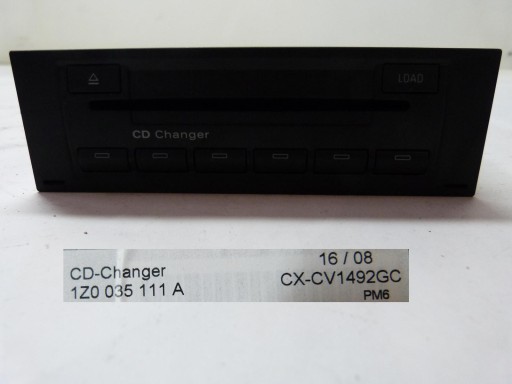 LOAD
CD Changer
16 / 08
CD-Changer CX-CV1492GC
1Z0 035 111 A PM6